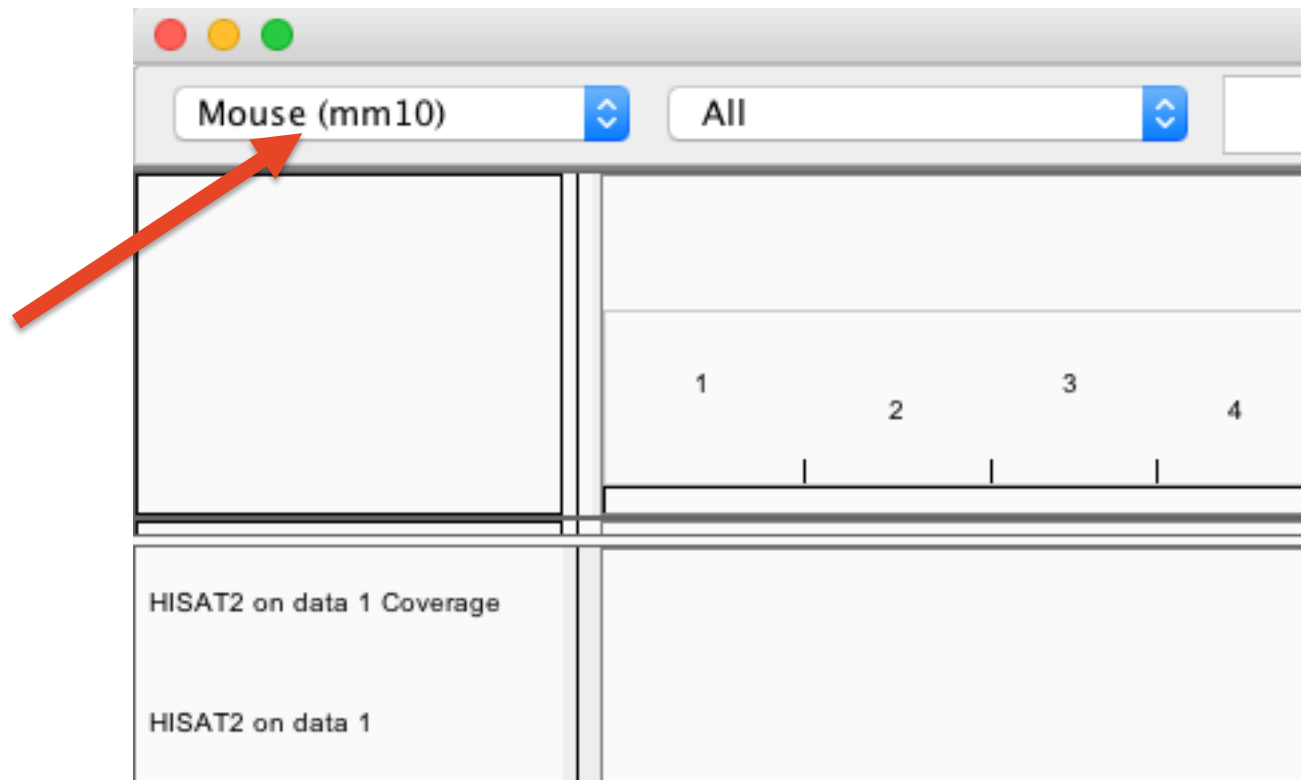 Mouse (mm10) All
1 3
2 4
HISAT2 on data 1 Coverage
HISAT2 on data 1